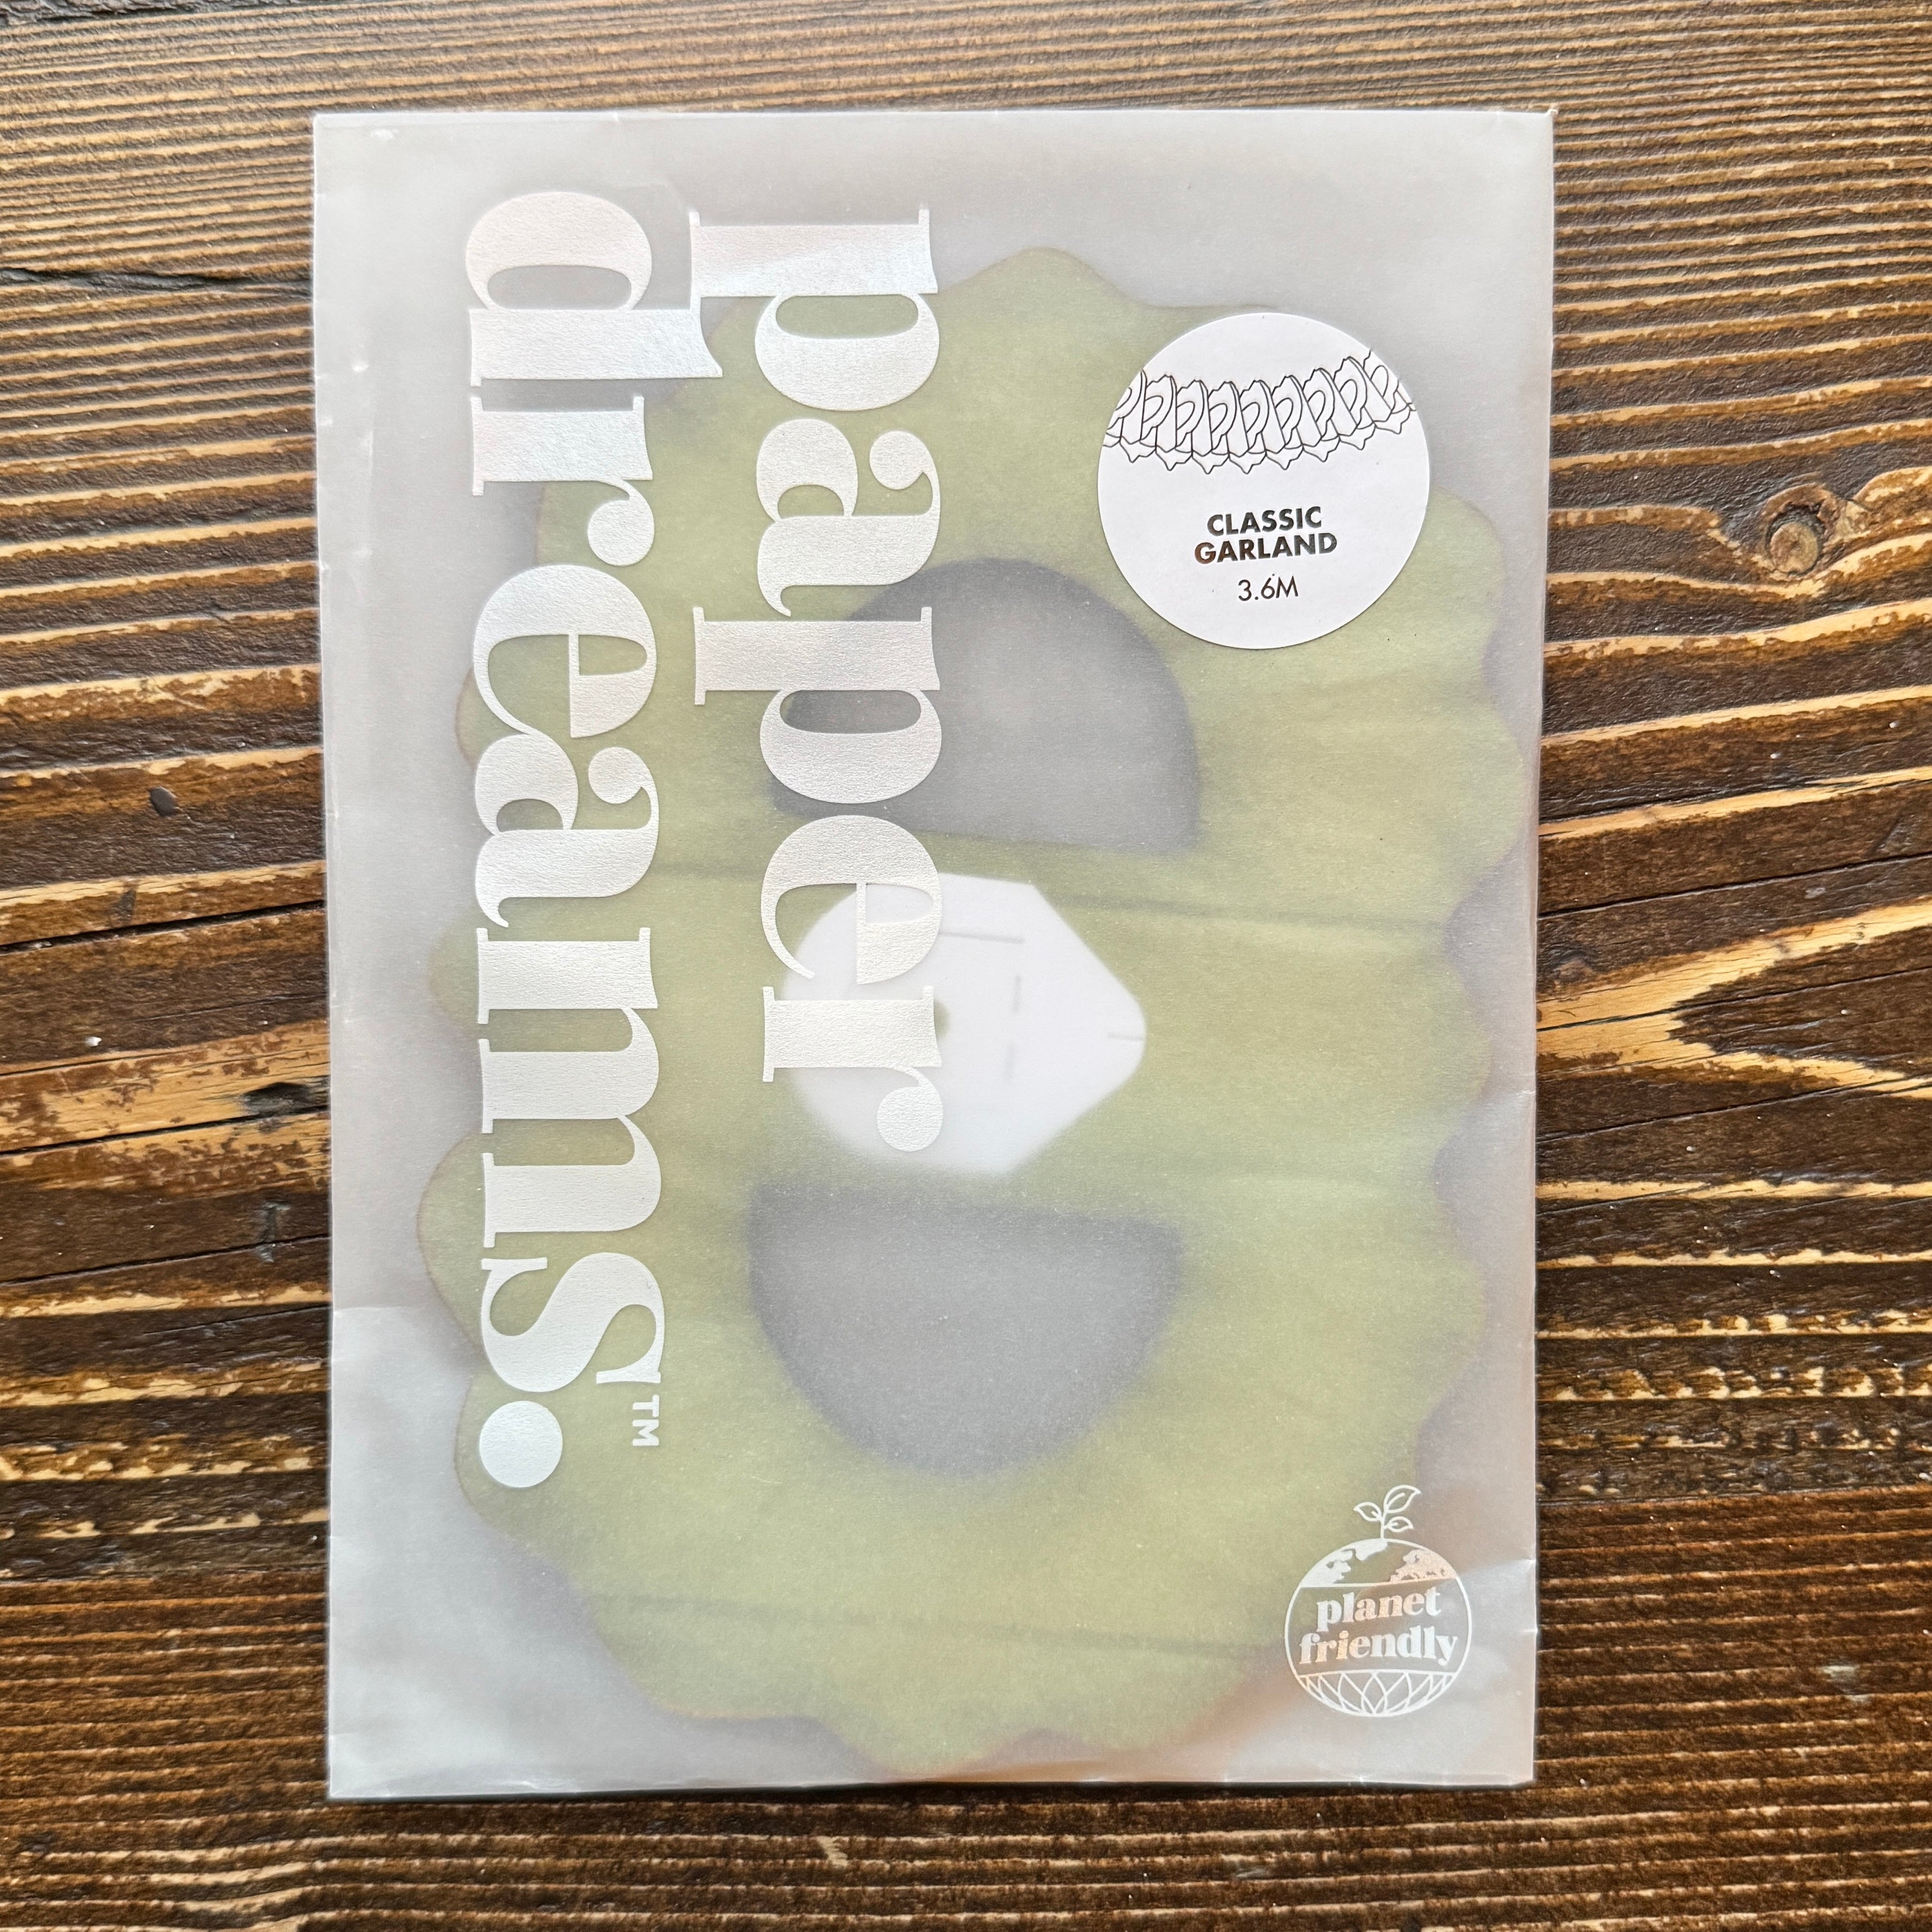 paper
dreams.™
CLASSIC
GARLAND
3.6M
planet
friendly